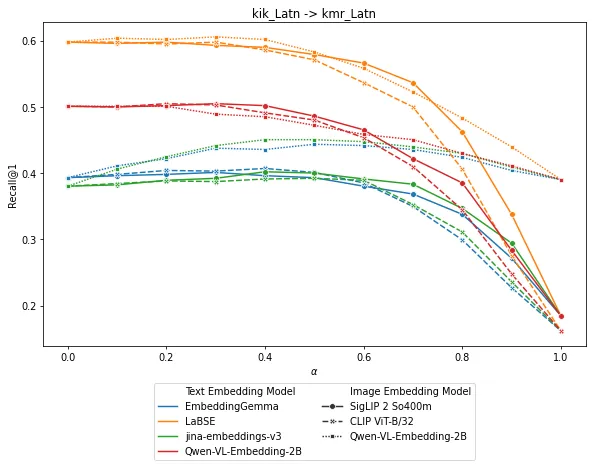 kik_Latn -> kmr_Latn
Recall@1
0.6
0.5
0.4
0.3
0.2
0.0
0.2
0.4
0.6
0.8
1.0
α
Text Embedding Model
EmbeddingGemma
LaBSE
jina-embeddings-v3
Qwen-VL-Embedding-2B
Image Embedding Model
SigLIP 2 So400m
CLIP ViT-B/32
Qwen-VL-Embedding-2B